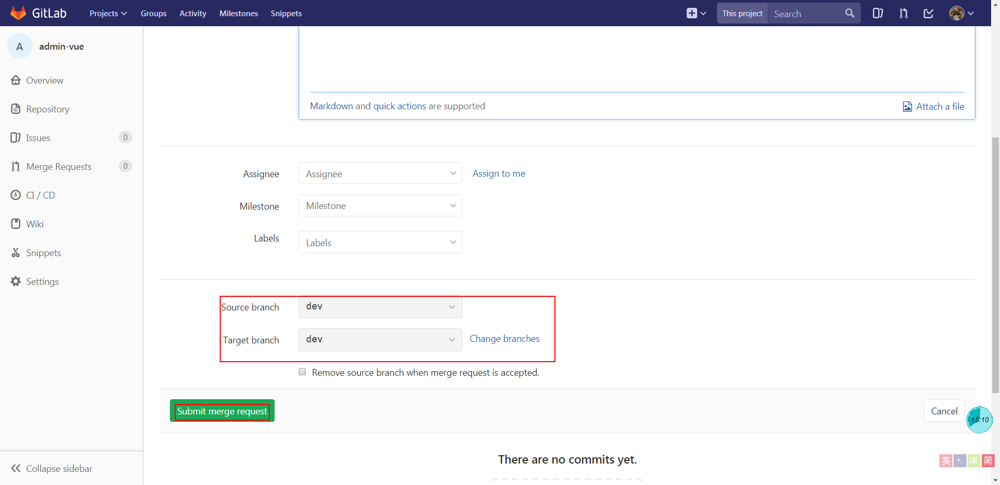 GitLab Projects Groups Activity Milestones Snippets This project Search
A admin-vue
Overview
Repository
Issues 0
Merge Requests 0
CI / CD
Wiki
Snippets
Settings
Collapse sidebar
Markdown and quick actions are supported Attach a file
Assignee Assignee Assign to me
Milestone Milestone
Labels Labels
Source branch dev
Target branch dev Change branches
Remove source branch when merge request is accepted.
Submit merge request Cancel
15:10
There are no commits yet.
英 半 简